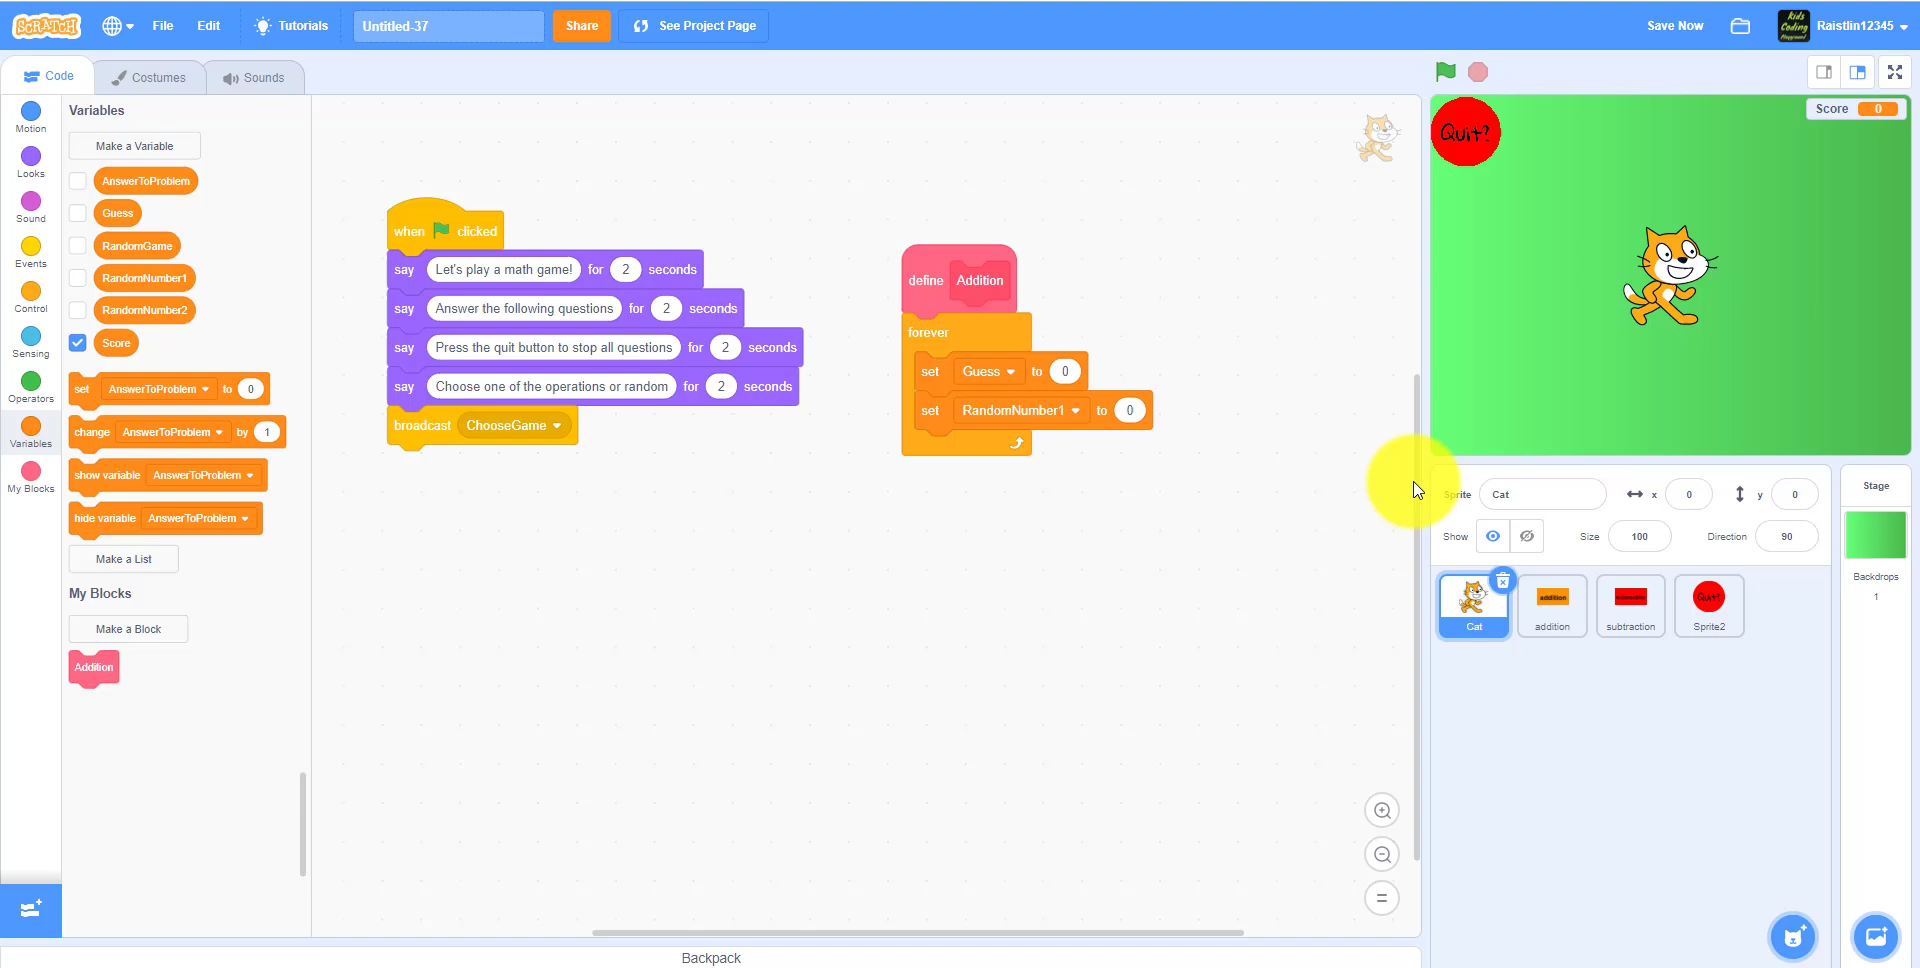 SCRATCH
File
Edit
Tutorials
Untitled-37
Share
See Project Page
Save Now
Kids
Coding
Playground
Raistlin12345
Code
Costumes
Sounds
Motion
Looks
Sound
Events
Control
Sensing
Operators
Variables
My Blocks
Variables
Make a Variable
AnswerToProblem
Guess
RandomGame
RandomNumber1
RandomNumber2
Score
set AnswerToProblem to 0
change AnswerToProblem by 1
show variable AnswerToProblem
hide variable AnswerToProblem
Make a List
My Blocks
Make a Block
Addition
when clicked
say Let's play a math game! for 2 seconds
say Answer the following questions for 2 seconds
say Press the quit button to stop all questions for 2 seconds
say Choose one of the operations or random for 2 seconds
broadcast ChooseGame
define Addition
forever
set Guess to 0
set RandomNumber1 to 0
Quit?
Score 0
Sprite Cat x 0 y 0
Show Size 100 Direction 90
Cat
addition
addition
subtraction
subtraction
Quit?
Sprite2
Stage
Backdrops
1
Backpack